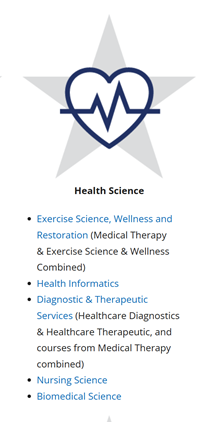 Health Science
Exercise Science, Wellness and
Restoration (Medical Therapy
& Exercise Science & Wellness
Combined)
Health Informatics
Diagnostic & Therapeutic
Services (Healthcare Diagnostics
& Healthcare Therapeutic, and
courses from Medical Therapy
combined)
Nursing Science
Biomedical Science